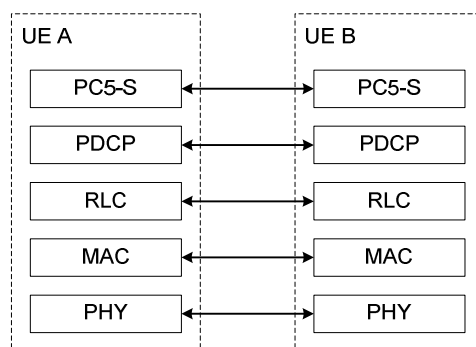 UE A
UE B
PC5-S
PC5-S
PDCP
PDCP
RLC
RLC
MAC
MAC
PHY
PHY